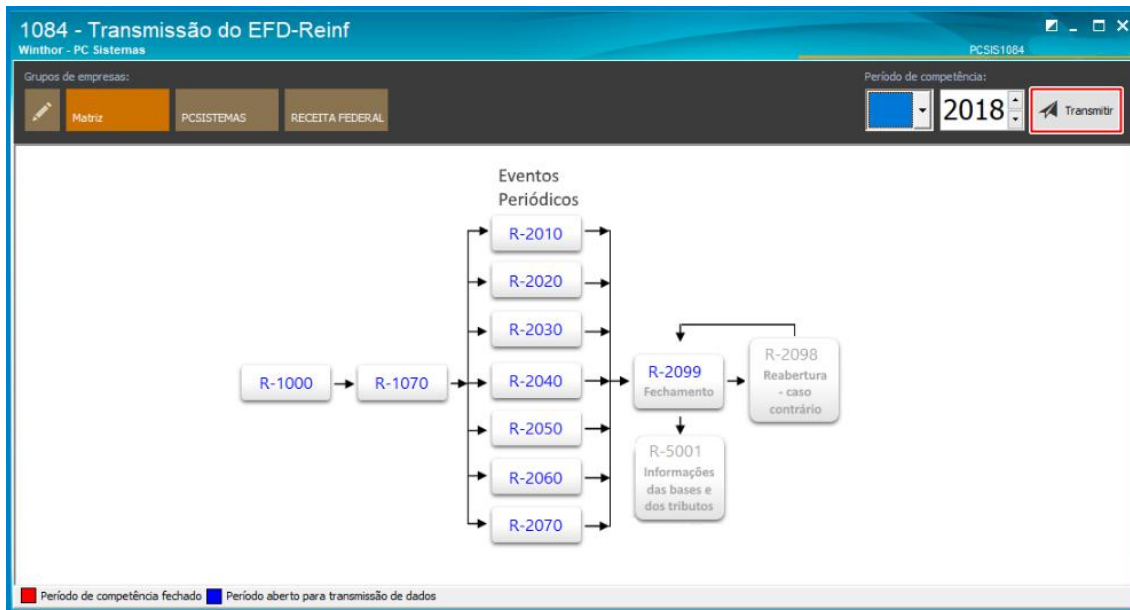 1084 - Transmissão do EFD-Reinf
Winthor - PC Sistemas
PCSIS1084
Grupos de empresas:
Período de competência:
Matriz
PCSISTEMAS
RECEITA FEDERAL
2018
Transmitir
Eventos
Periódicos
R-2010
R-2020
R-2030
R-1000
R-1070
R-2040
R-2050
R-2060
R-2070
R-2099
Fechamento
R-2098
Reabertura
- caso
contrário
R-5001
Informações
das bases e
dos tributos
Período de competência fechado
Período aberto para transmissão de dados